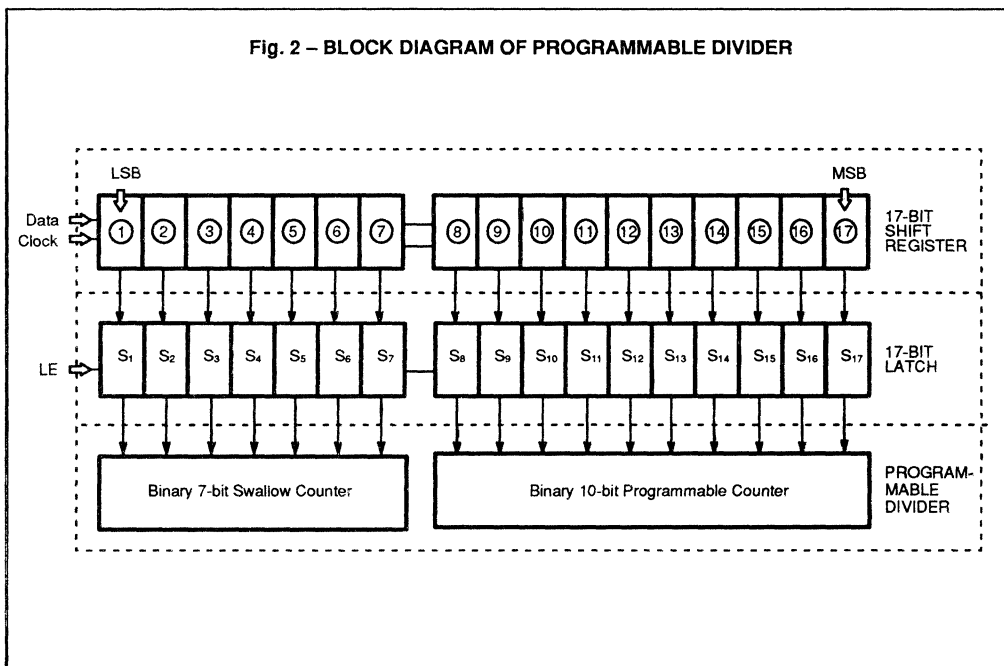 Fig. 2 – BLOCK DIAGRAM OF PROGRAMMABLE DIVIDER
LSB
MSB
Data
Clock
1 2 3 4 5 6 7 8 9 10 11 12 13 14 15 16 17
17-BIT
SHIFT
REGISTER
LE
S1 S2 S3 S4 S5 S6 S7 S8 S9 S10 S11 S12 S13 S14 S15 S16 S17
17-BIT
LATCH
Binary 7-bit Swallow Counter
Binary 10-bit Programmable Counter
PROGRAM-
MABLE
DIVIDER